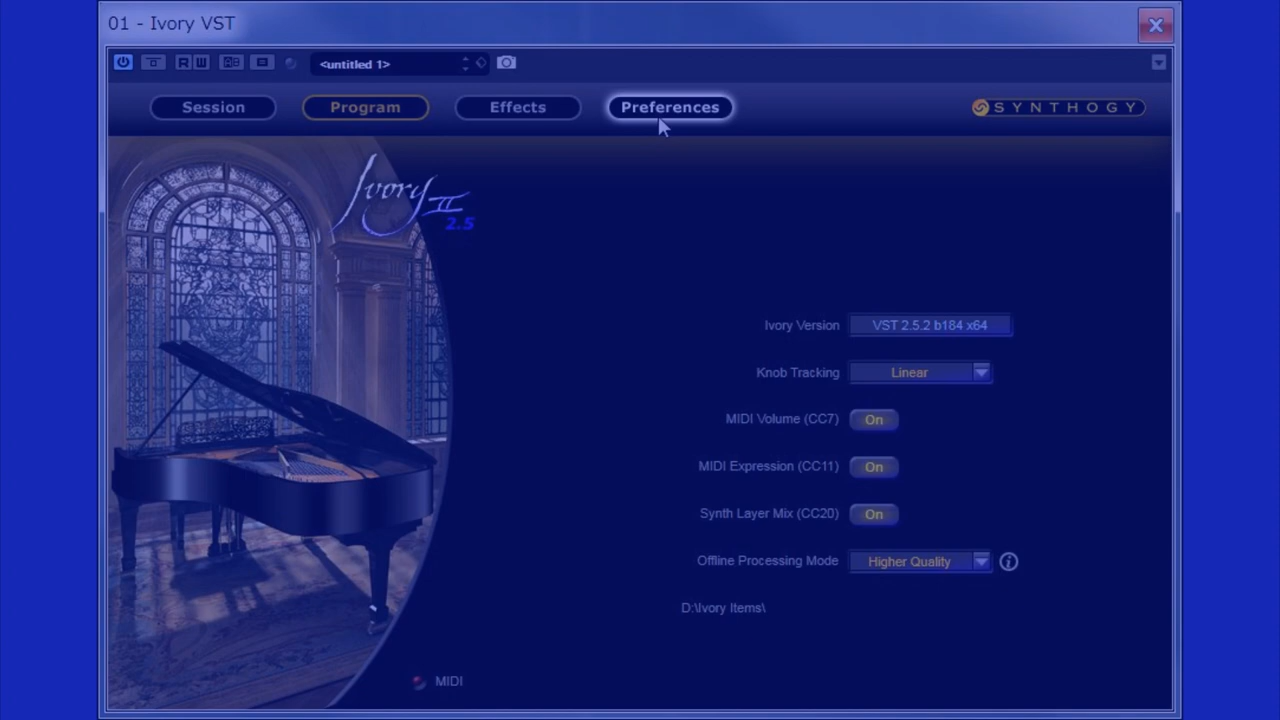 01 - Ivory VST
R W
<untitled 1>
Session Program Effects Preferences SYNTHOGY
Ivory II
2.5
Ivory Version VST 2.5.2 b184 x64
Knob Tracking Linear
MIDI Volume (CC7) On
MIDI Expression (CC11) On
Synth Layer Mix (CC20) On
Offline Processing Mode Higher Quality
D:\Ivory Items\
MIDI